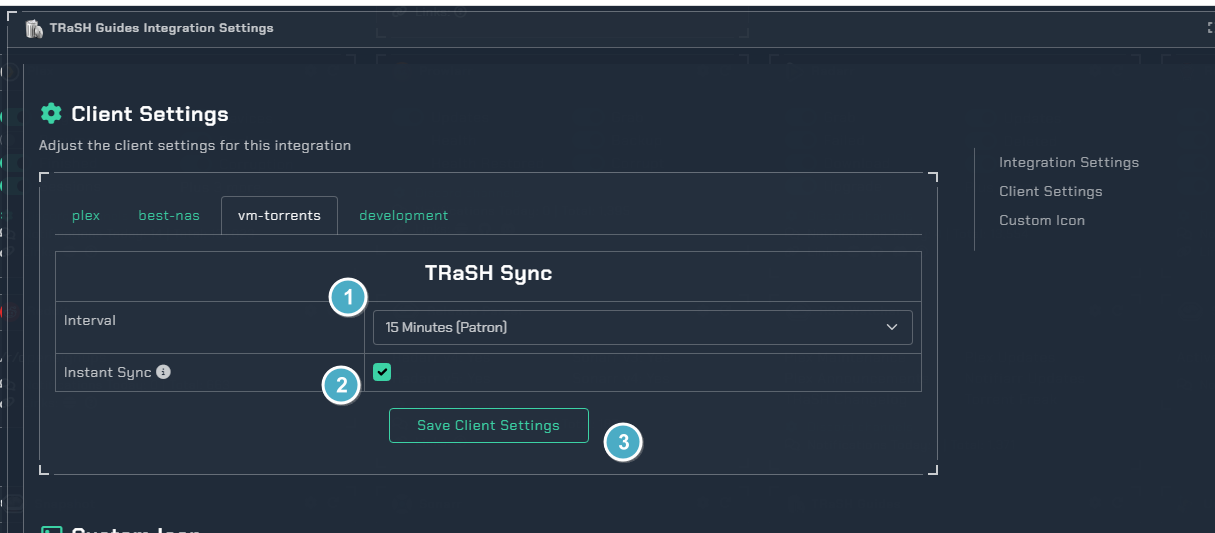 TRaSH Guides Integration Settings
Client Settings
Adjust the client settings for this integration
plex best-nas vm-torrents development
TRaSH Sync
1
Interval 15 Minutes (Patron)
Instant Sync
2
Save Client Settings
3
Integration Settings
Client Settings
Custom Icon
Custom Icon